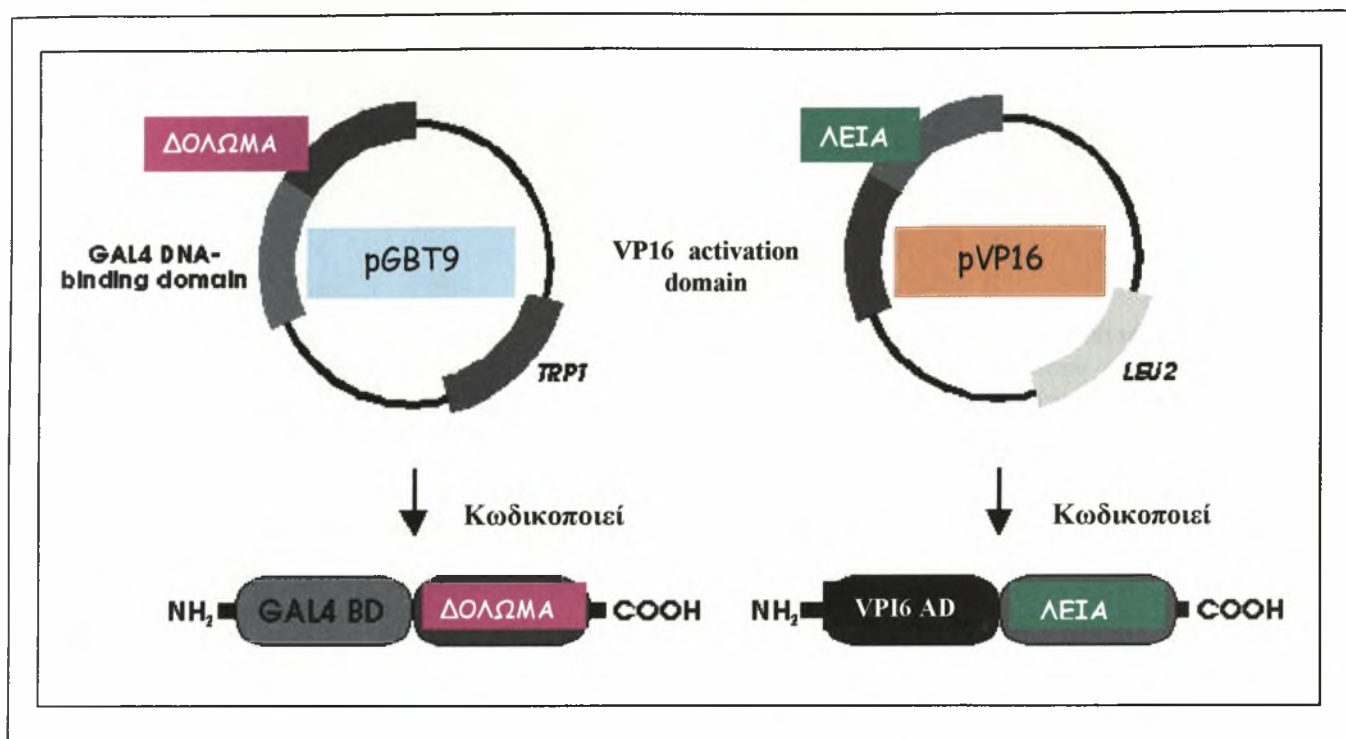 ΔΟΛΩΜΑ
GAL4 DNA-
binding domain
pGBT9
TRP1
ΛΕΙΑ
VP16 activation
domain
pVP16
LEU2
Κωδικοποιεί
Κωδικοποιεί
NH₂
GAL4 BD
ΔΟΛΩΜΑ
COOH
NH₂
VPI6 AD
ΛΕΙΑ
COOH